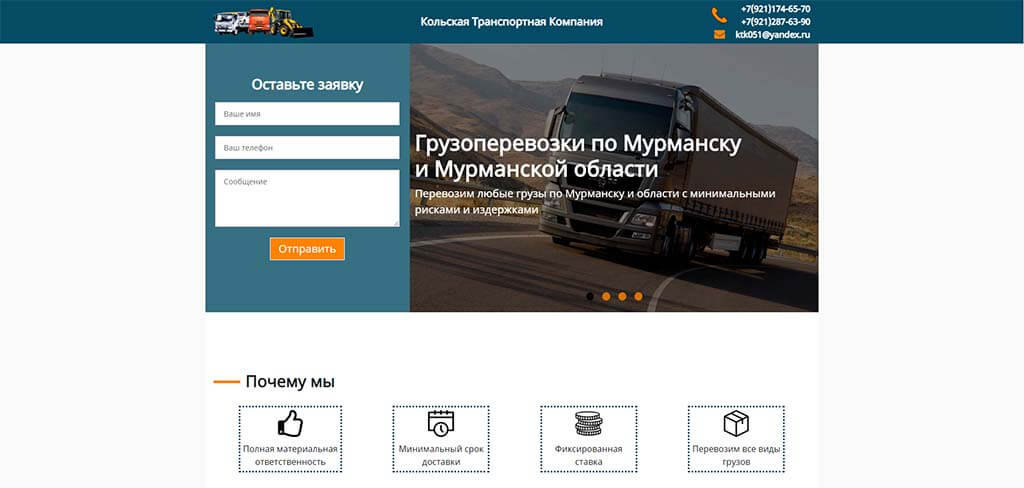 Кольская Транспортная Компания
+7(921)174-65-70
+7(921)287-63-90
ktk051@yandex.ru
Оставьте заявку
Ваше имя
Ваш телефон
Сообщение
Отправить
Грузоперевозки по Мурманску
и Мурманской области
Перевозим любые грузы по Мурманску и области с минимальными
рисками и издержками
Почему мы
Полная материальная
ответственность
Минимальный срок
доставки
Фиксированная
ставка
Перевозим все виды
грузов